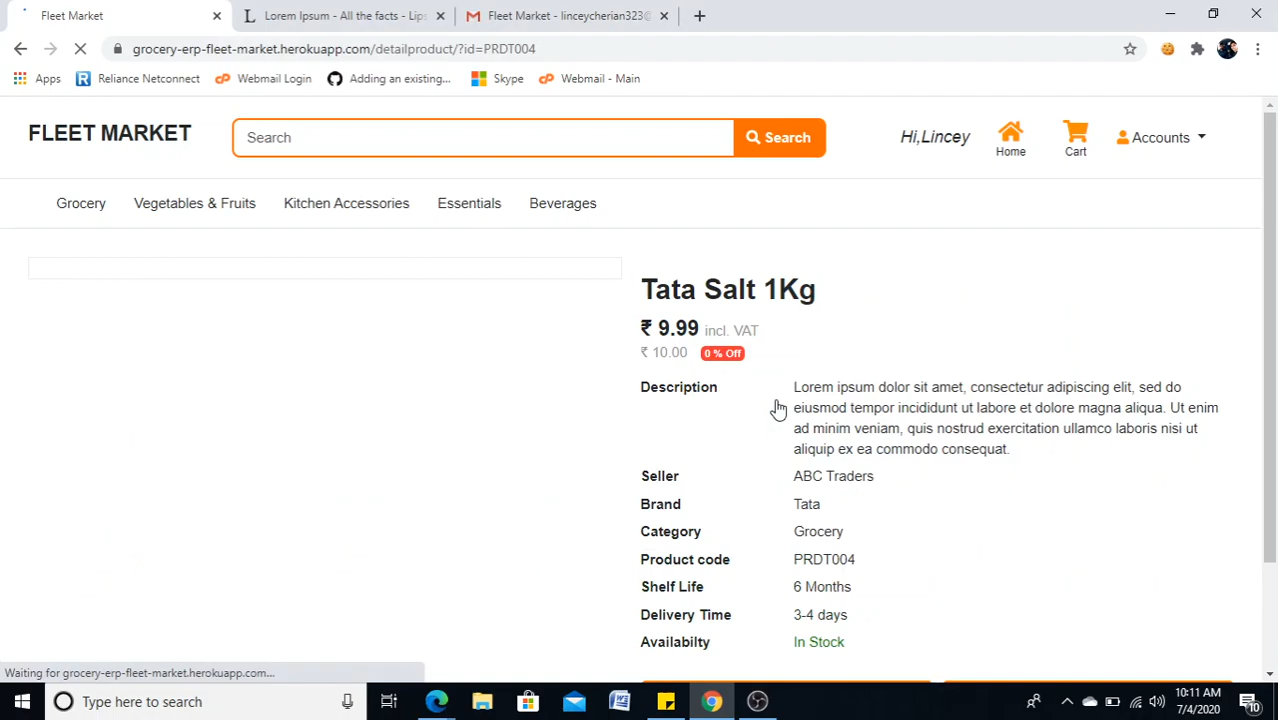 Fleet Market
Lorem Ipsum - All the facts - Lips
Fleet Market - linceycherian323@
grocery-erp-fleet-market.herokuapp.com/detailproduct/?id=PRDT004
Apps
Reliance Netconnect
Webmail Login
Adding an existing...
Skype
Webmail - Main
FLEET MARKET
Search
Search
Hi,Lincey
Home
Cart
Accounts
Grocery
Vegetables & Fruits
Kitchen Accessories
Essentials
Beverages
Tata Salt 1Kg
₹ 9.99 incl. VAT
₹ 10.00 0 % Off
Description
Lorem ipsum dolor sit amet, consectetur adipiscing elit, sed do
eiusmod tempor incididunt ut labore et dolore magna aliqua. Ut enim
ad minim veniam, quis nostrud exercitation ullamco laboris nisi ut
aliquip ex ea commodo consequat.
Seller ABC Traders
Brand Tata
Category Grocery
Product code PRDT004
Shelf Life 6 Months
Delivery Time 3-4 days
Availabilty In Stock
Waiting for grocery-erp-fleet-market.herokuapp.com...
Type here to search
10:11 AM
7/4/2020
10